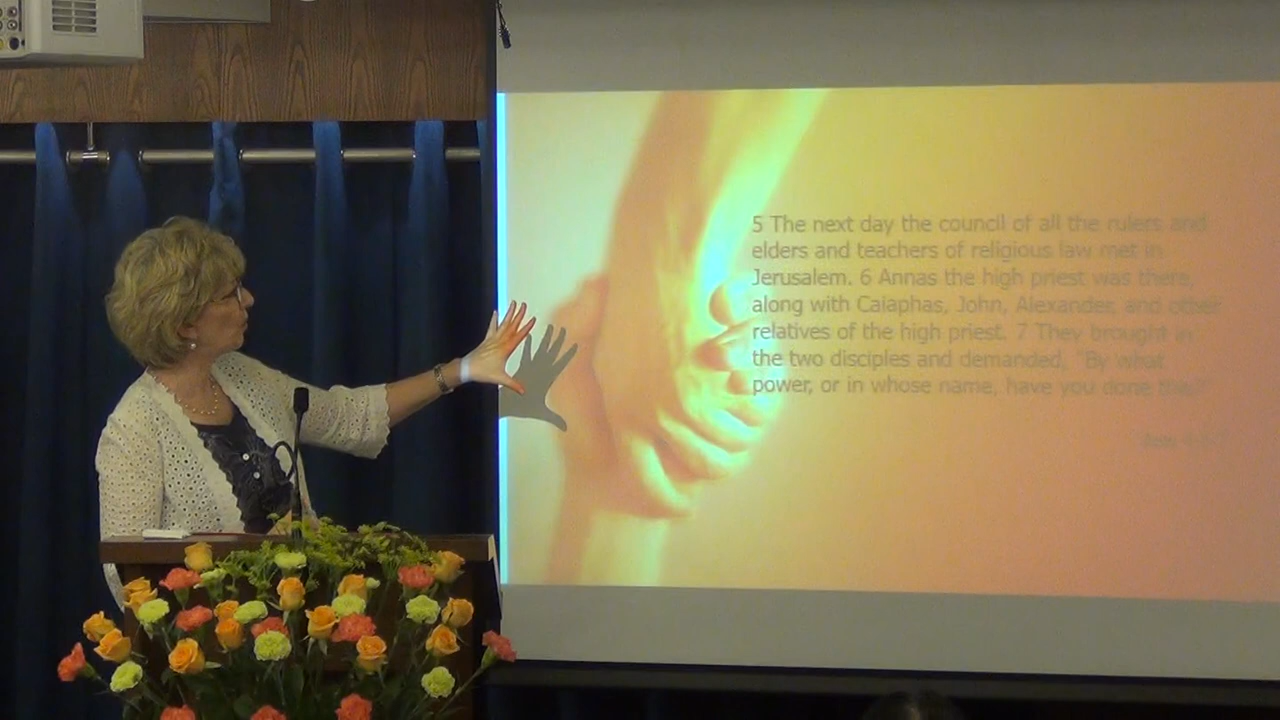 5 The next day the council of all the rulers and
elders and teachers of religious law met in
Jerusalem. 6 Annas the high priest was there,
along with Caiaphas, John, Alexander, and other
relatives of the high priest. 7 They brought in
the two disciples and demanded, "By what
power, or in whose name, have you done this?"